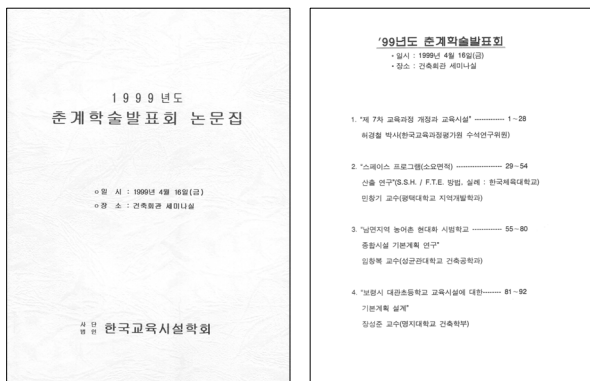 1999년도
춘계학술발표회 논문집
○일 시 : 1999년 4월 16일(금)
○장 소 : 건축회관 세미나실
사단법인 한국교육시설학회
'99년도 춘계학술발표회
• 일시 : 1999년 4월 16일(금)
• 장소 : 건축회관 세미나실
1. "제 7차 교육과정 개정과 교육시설" ------------- 1∼28
허경철 박사(한국교육과정평가원 수석연구위원)
2. "스페이스 프로그램(소요면적) -------------------- 29∼54
산출 연구"(S.S.H. / F.T.E. 방법, 실례 : 한국체육대학교)
민창기 교수(평택대학교 지역개발학과)
3. "남면지역 농어촌 현대화 시범학교 ------------- 55∼80
종합시설 기본계획 연구"
임창복 교수(성균관대학교 건축공학과)
4. "보령시 대관초등학교 교육시설에 대한-------- 81∼92
기본계획 설계"
장성준 교수(명지대학교 건축학부)